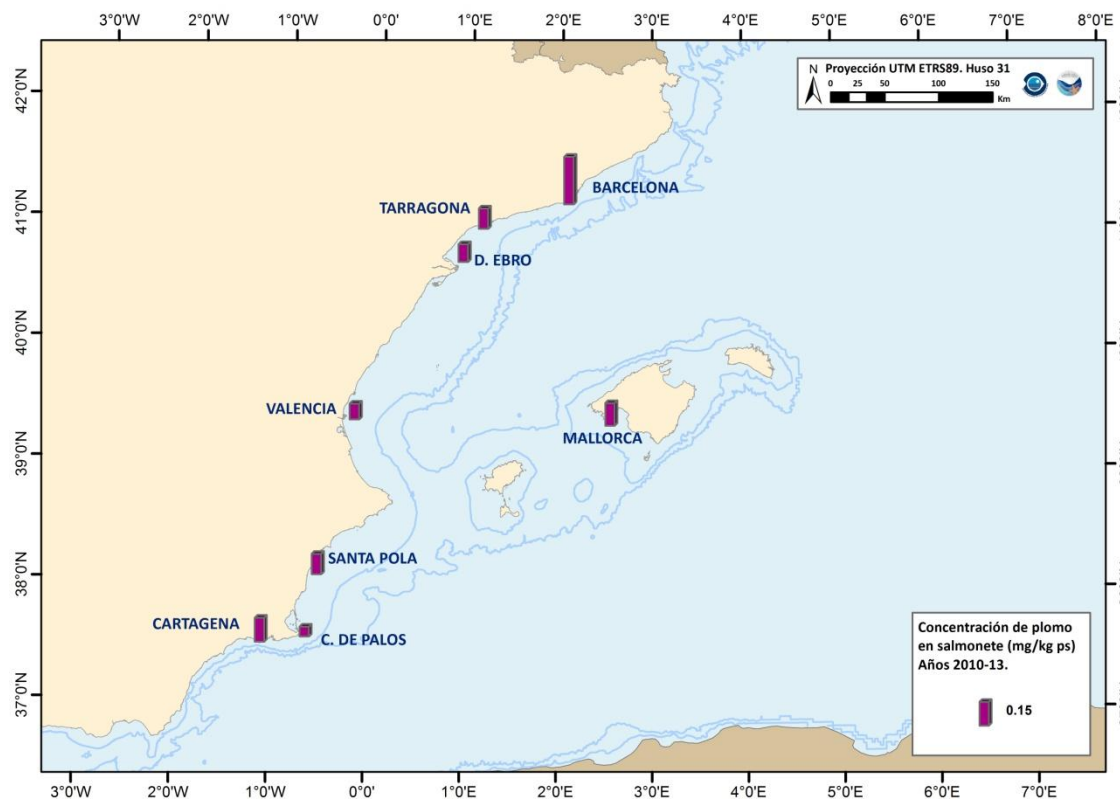 3°0'W 2°0'W 1°0'W 0°0' 1°0'E 2°0'E 3°0'E 4°0'E 5°0'E 6°0'E 7°0'E 8°0'E
N Proyección UTM ETRS89. Huso 31
0 25 50 100 150
Km
42°0'N
BARCELONA
TARRAGONA
41°0'N
D. EBRO
40°0'N
VALENCIA
MALLORCA
39°0'N
SANTA POLA
38°0'N
CARTAGENA
C. DE PALOS
Concentración de plomo
en salmonete (mg/kg ps)
Años 2010-13.
37°0'N
0.15
3°0'W 2°0'W 1°0'W 0°0' 1°0'E 2°0'E 3°0'E 4°0'E 5°0'E 6°0'E 7°0'E